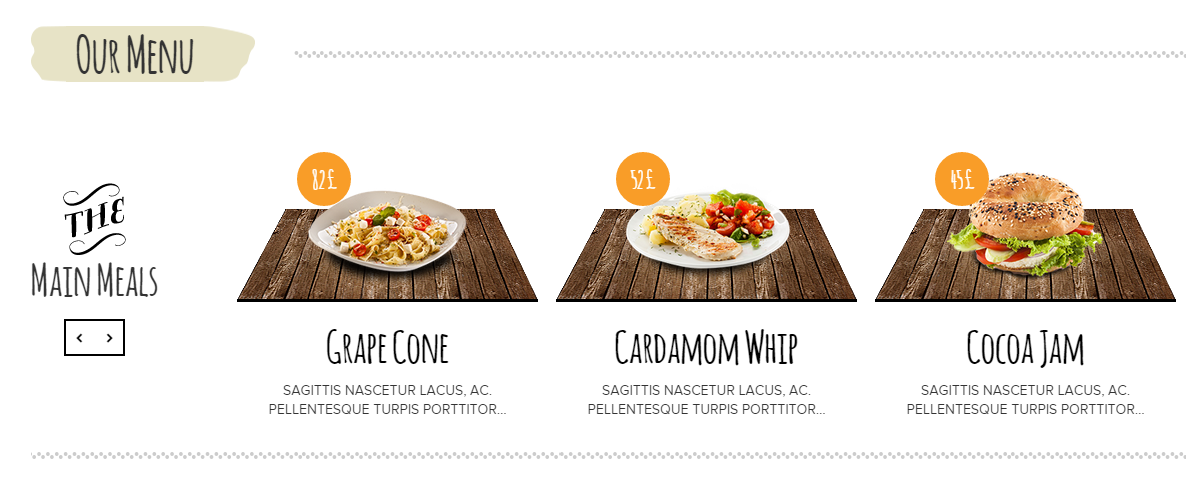 Our Menu
THE
Main Meals
82£
Grape Cone
SAGITTIS NASCETUR LACUS, AC.
PELLENTESQUE TURPIS PORTTITOR...
52£
Cardamom Whip
SAGITTIS NASCETUR LACUS, AC.
PELLENTESQUE TURPIS PORTTITOR...
45£
Cocoa Jam
SAGITTIS NASCETUR LACUS, AC.
PELLENTESQUE TURPIS PORTTITOR...